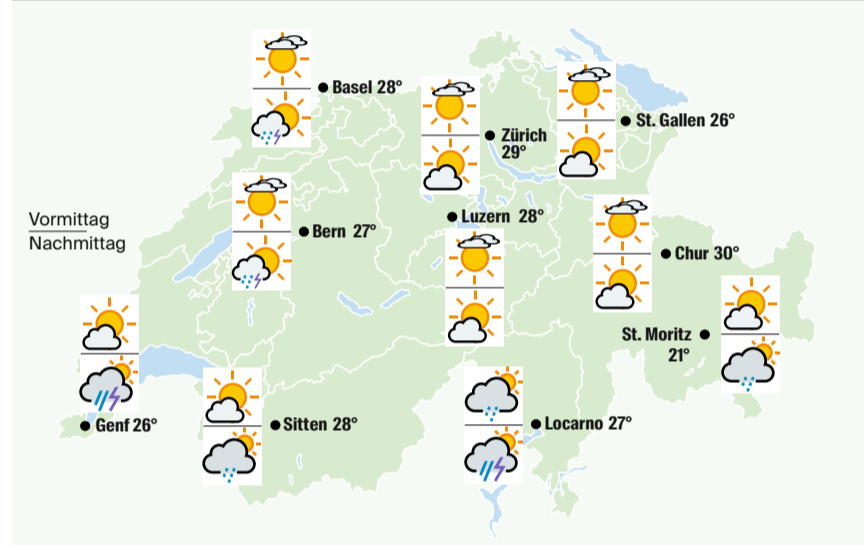 Basel 28°
Zürich
29°
St. Gallen 26°
Vormittag
Nachmittag
Luzern 28°
Bern 27°
Chur 30°
St. Moritz
21°
Genf 26°
Sitten 28°
Locarno 27°